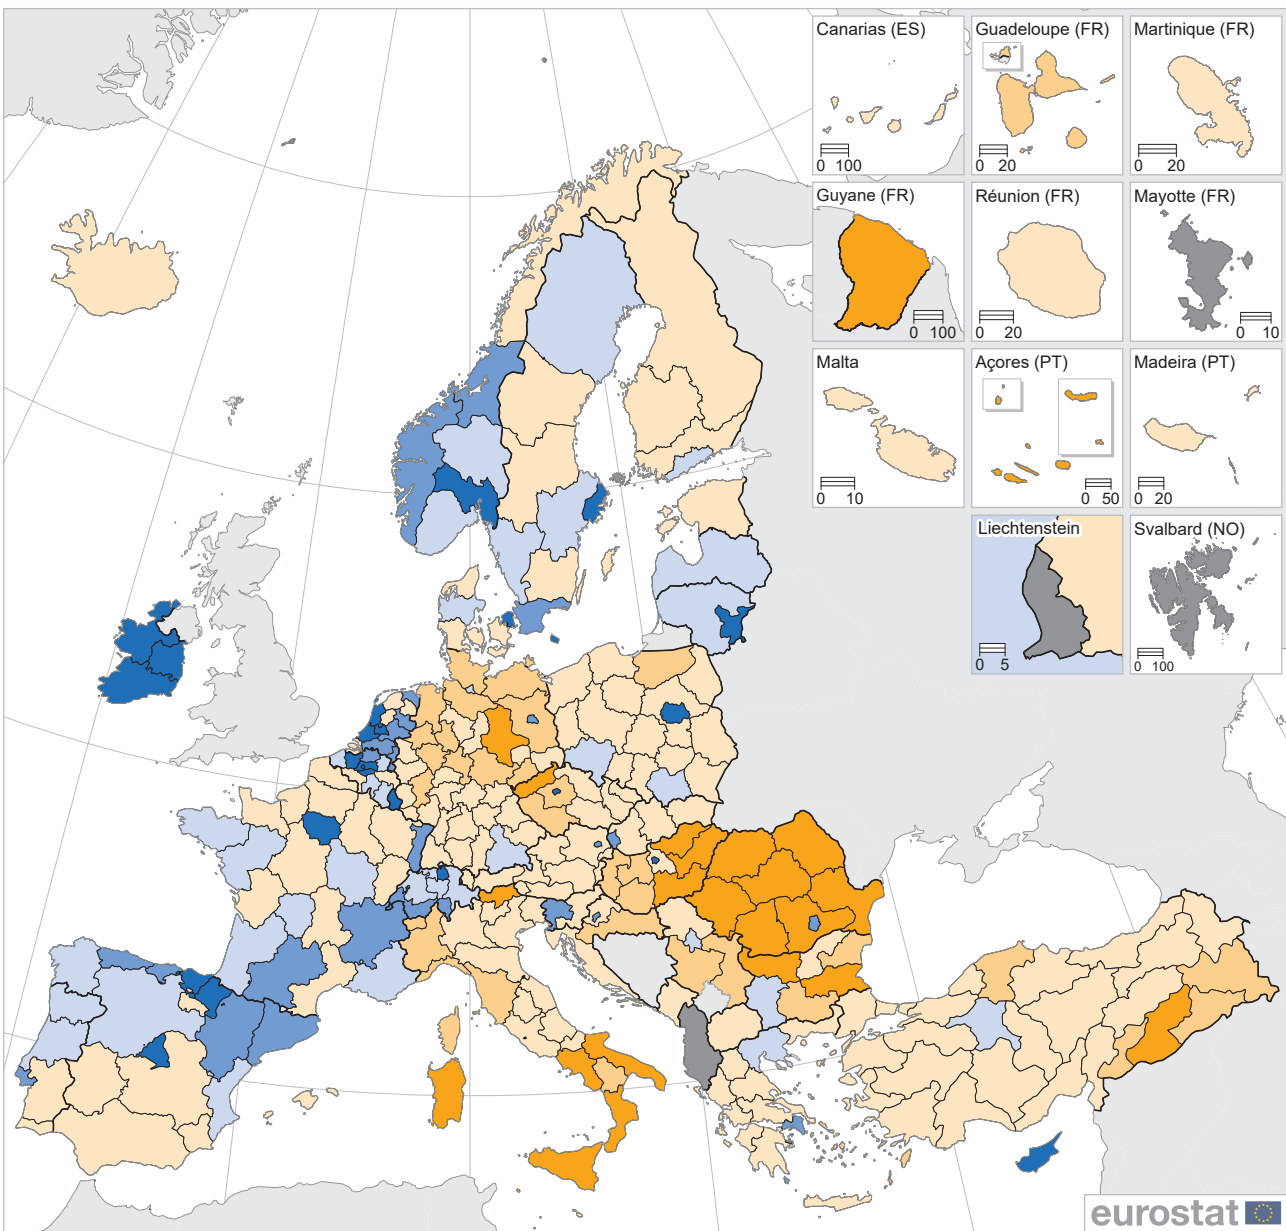 Canarias (ES)
0 100
Guadeloupe (FR)
0 20
Martinique (FR)
0 20
Guyane (FR)
0 100
Réunion (FR)
0 20
Mayotte (FR)
0 10
Malta
0 10
Açores (PT)
0 50
Madeira (PT)
0 20
Liechtenstein
0 5
Svalbard (NO)
0 100
eurostat